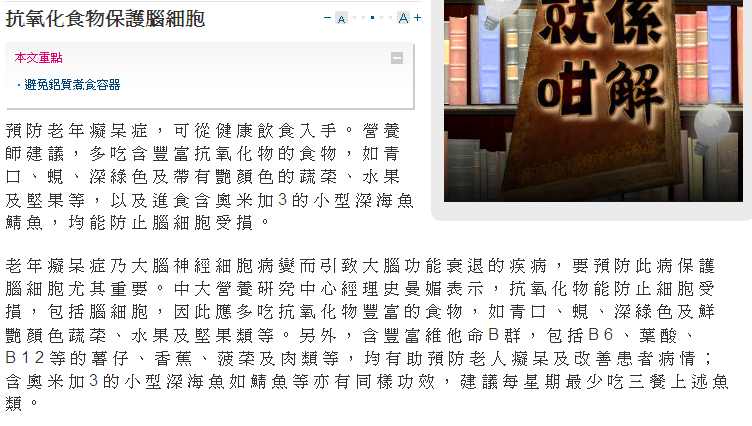 抗氧化食物保護腦細胞
− A A +
本文重點
· 避免鋁質煮食容器
就係
咁解
預防老年癡呆症，可從健康飲食入手。營養
師建議，多吃含豐富抗氧化物的食物，如青
口、蜆、深綠色及帶有艷顏色的蔬菜、水果
及堅果等，以及進食含奧米加3的小型深海魚
鯖魚，均能防止腦細胞受損。
老年癡呆症乃大腦神經細胞病變而引致大腦功能衰退的疾病，要預防此病保護
腦細胞尤其重要。中大營養研究中心經理史曼媚表示，抗氧化物能防止細胞受
損，包括腦細胞，因此應多吃抗氧化物豐富的食物，如青口、蜆、深綠色及鮮
艷顏色蔬菜、水果及堅果類等。另外，含豐富維他命B群，包括B6、葉酸、
B12等的薯仔、香蕉、菠菜及肉類等，均有助預防老人癡呆及改善患者病情；
含奧米加3的小型深海魚如鯖魚等亦有同樣功效，建議每星期最少吃三餐上述魚
類。